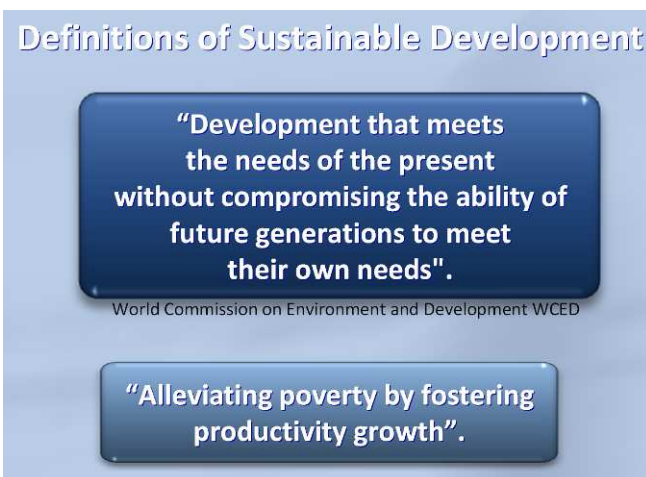 Definitions of Sustainable Development
“Development that meets
the needs of the present
without compromising the ability of
future generations to meet
their own needs".
World Commission on Environment and Development WCED
“Alleviating poverty by fostering
productivity growth”.